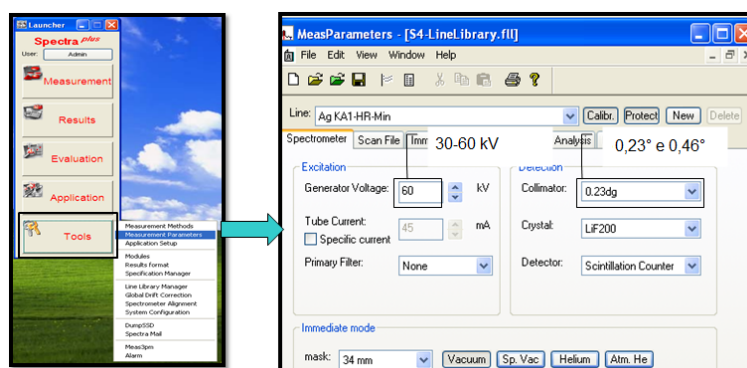 Launcher
Spectra plus
User: Admin
Measurement
Results
Evaluation
Application
Tools
Measurement Methods
Measurement Parameters
Application Setup
Modules
Results format
Specification Manager
Line Library Manager
Global Drift Correction
Spectrometer Alignment
System Configuration
DumpSSD
Spectra Mail
Meas3pm
Alarm
MeasParameters - [S4-LineLibrary.fll]
File Edit View Window Help
Line: Ag KA1-HR-Min Calibr. Protect New Delete
Spectrometer Scan File Imm Analysis
30-60 kV
0,23° e 0,46°
Excitation
Generator Voltage: 60 kV
Tube Current: 45 mA
Specific current
Primary Filter: None
Detection
Collimator: 0.23dg
Crystal: LiF200
Detector: Scintillation Counter
Immediate mode
mask: 34 mm Vacuum Sp. Vac Helium Atm. He